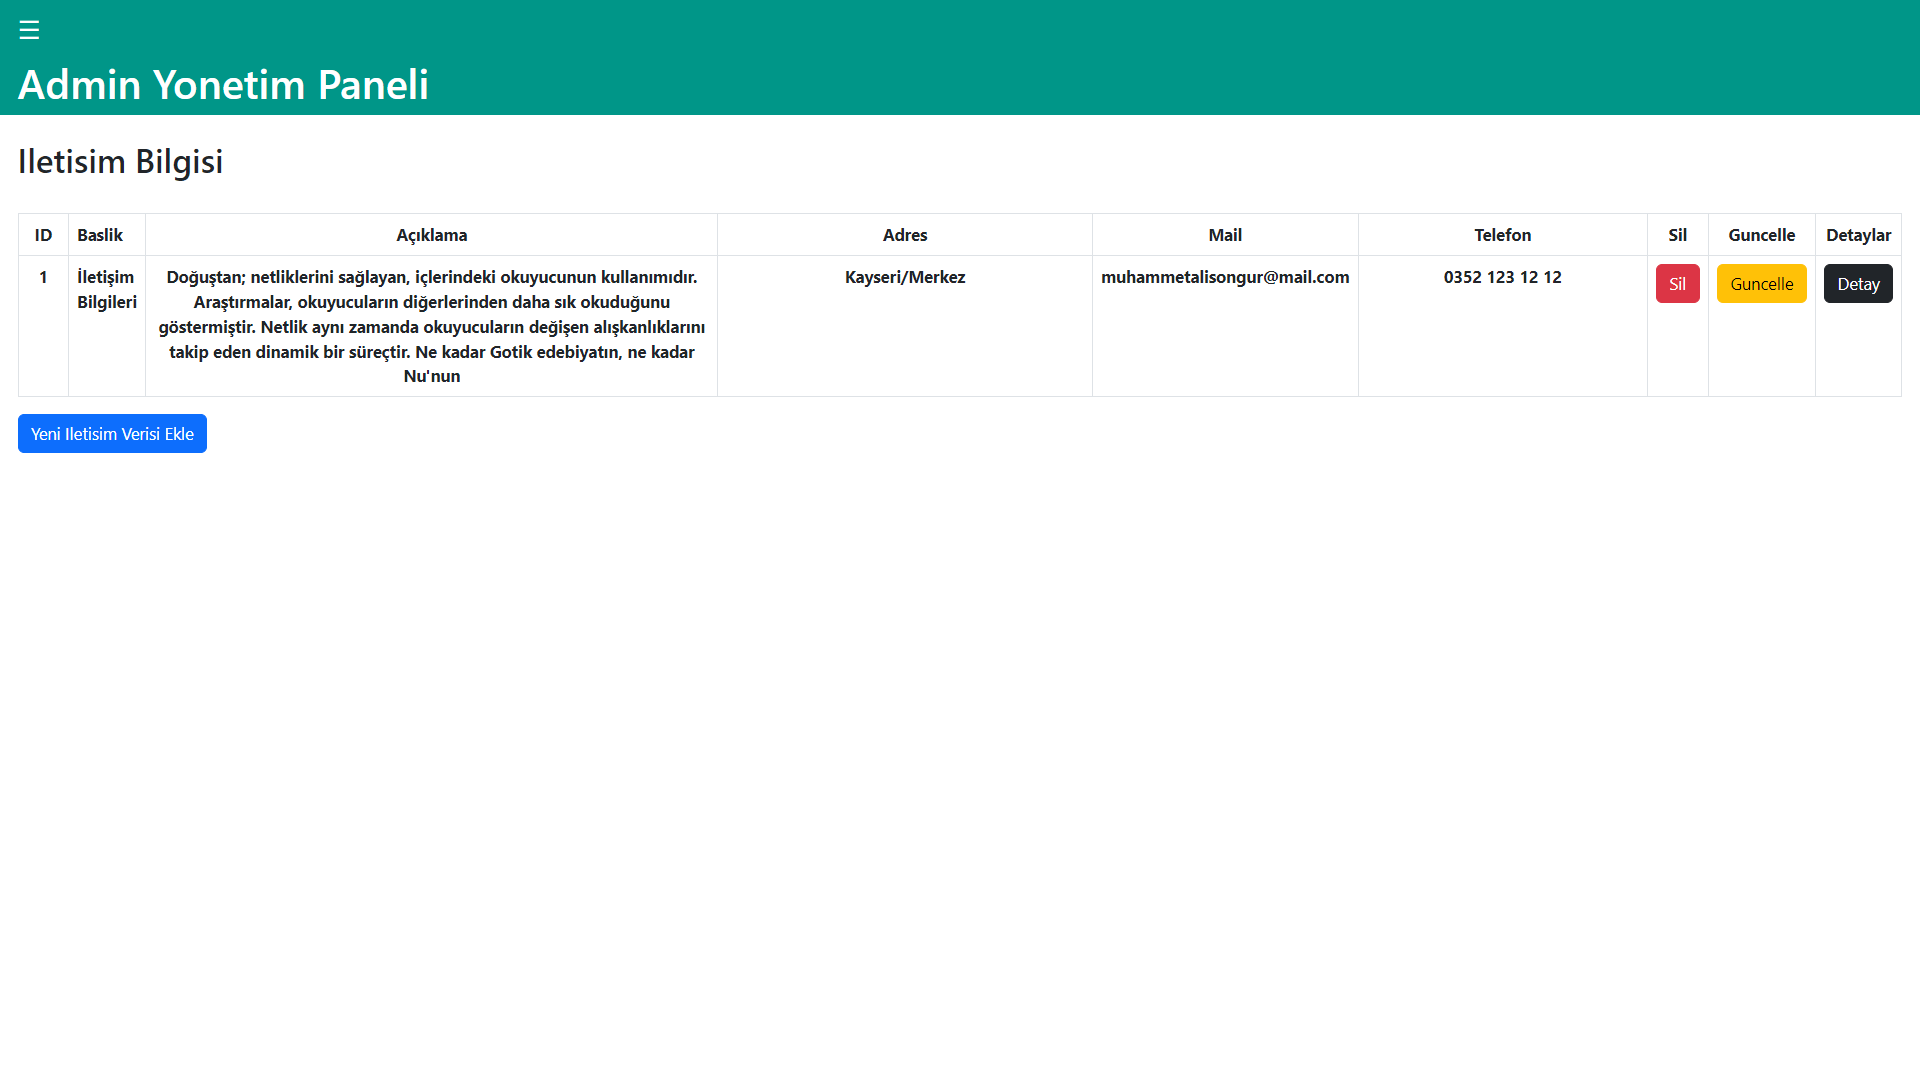 ☰
Admin Yonetim Paneli
Iletisim Bilgisi
ID Baslik Açıklama Adres Mail Telefon Sil Guncelle Detaylar
1 İletişim Bilgileri Doğuştan; netliklerini sağlayan, içlerindeki okuyucunun kullanımıdır. Kayseri/Merkez muhammetalisongur@mail.com 0352 123 12 12 Sil Guncelle Detay
Araştırmalar, okuyucuların diğerlerinden daha sık okuduğunu
göstermiştir. Netlik aynı zamanda okuyucuların değişen alışkanlıklarını
takip eden dinamik bir süreçtir. Ne kadar Gotik edebiyatın, ne kadar
Nu'nun
Yeni Iletisim Verisi Ekle